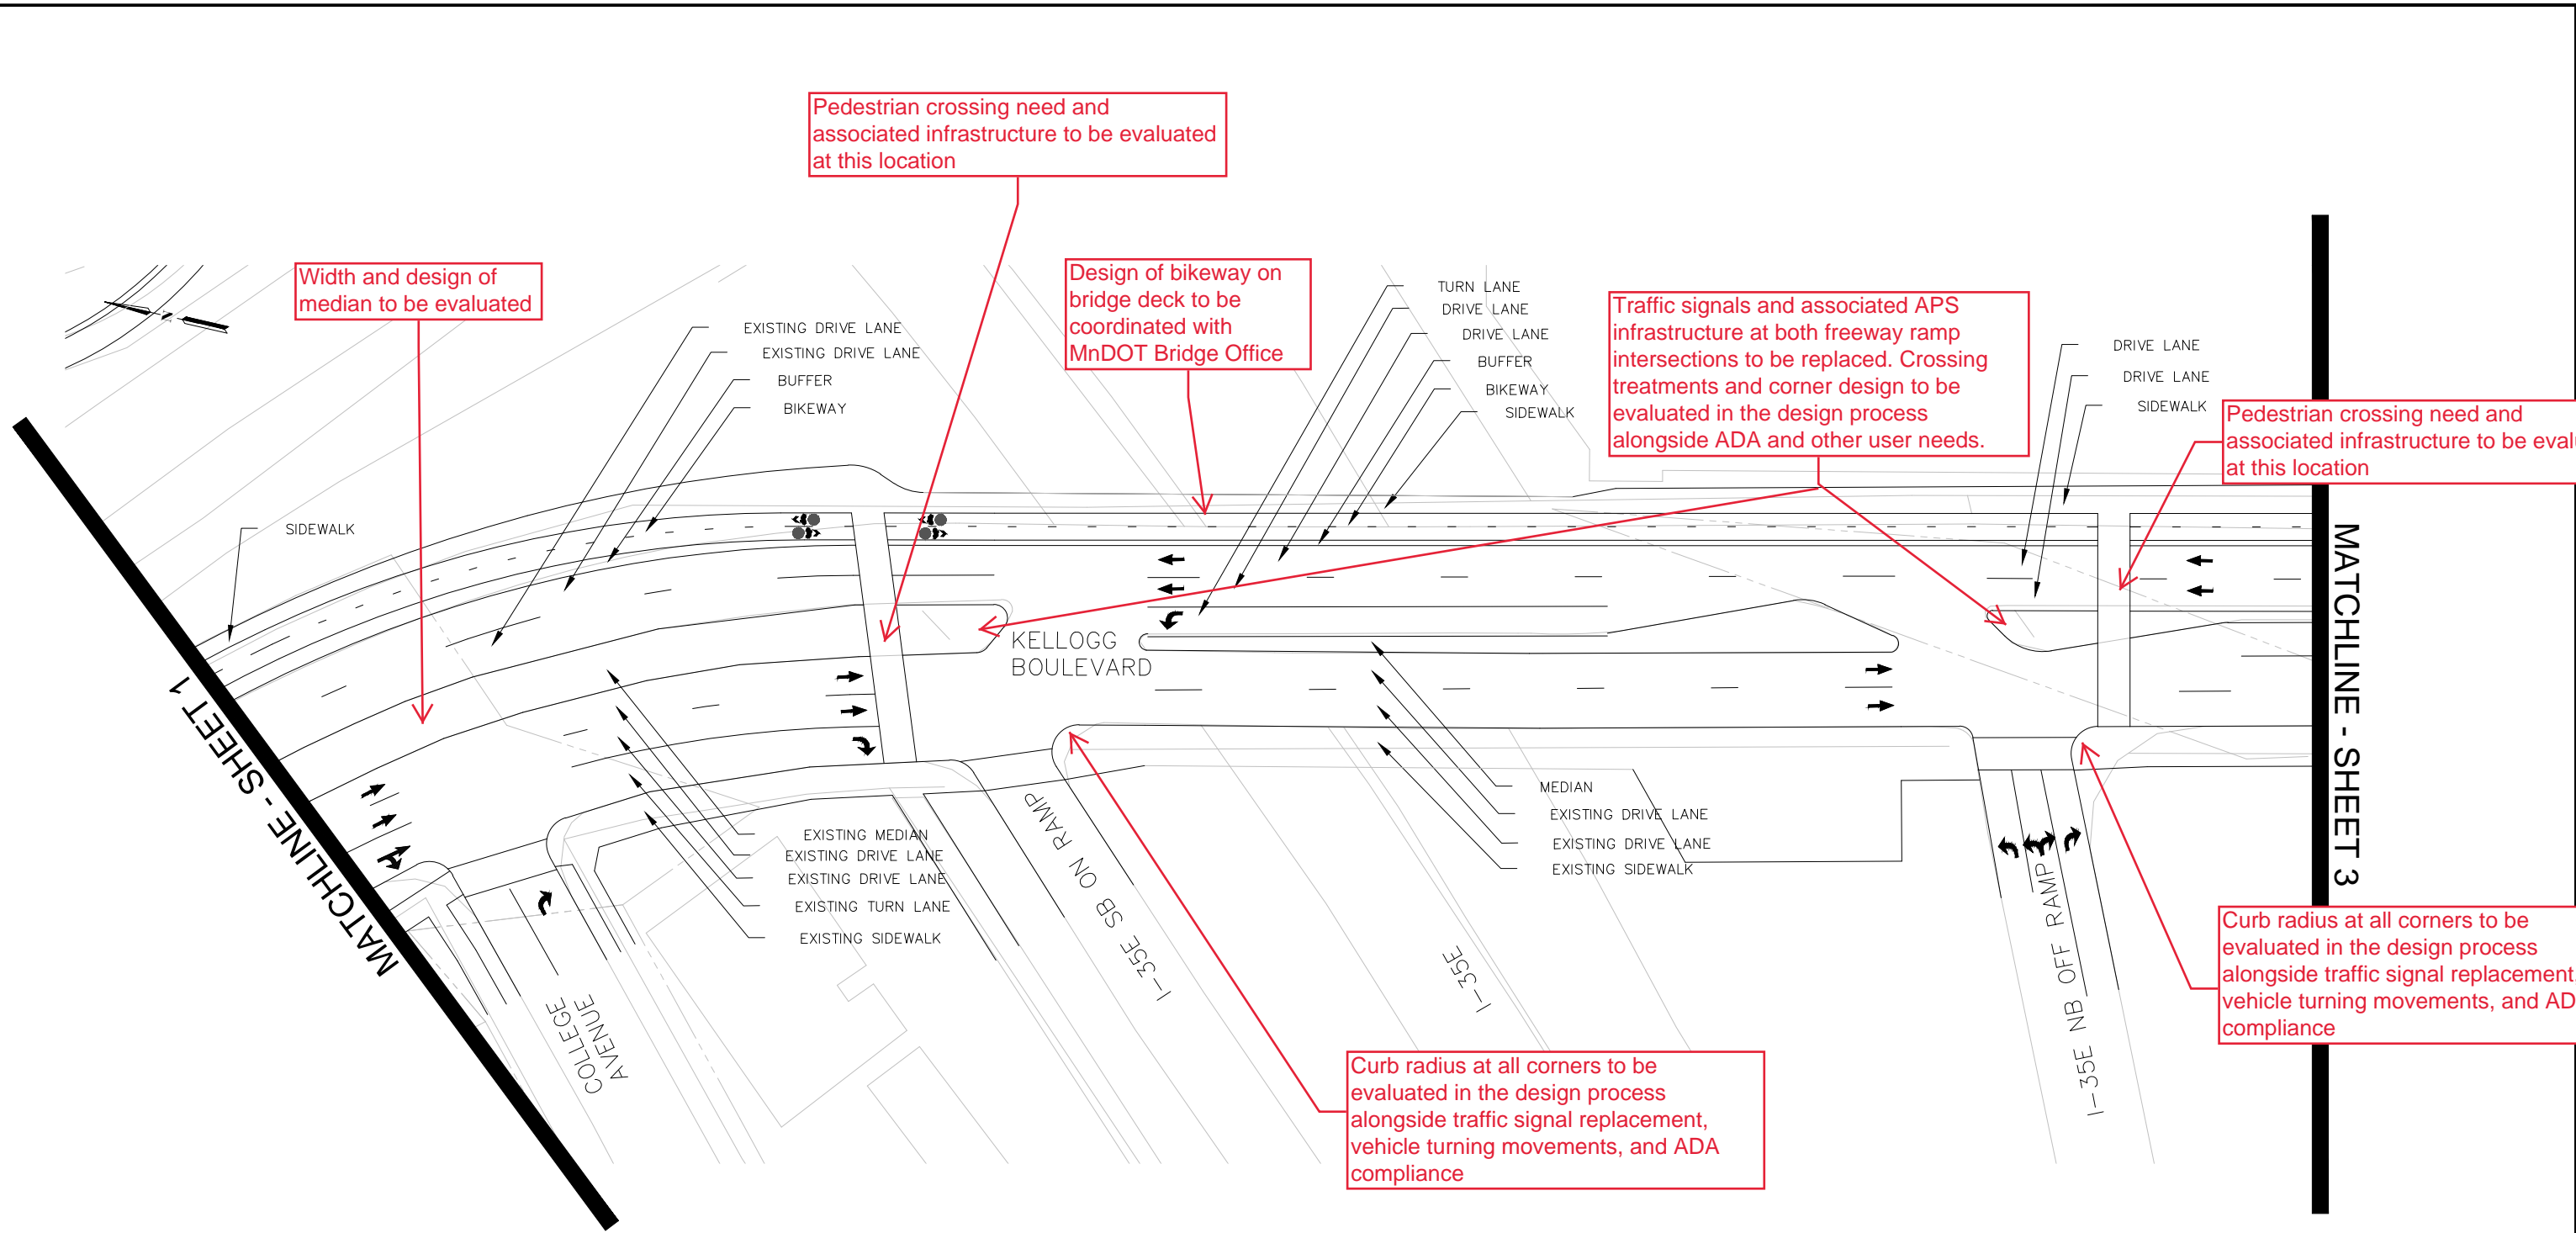 Pedestrian crossing need and
associated infrastructure to be evaluated
at this location
Width and design of
median to be evaluated
Design of bikeway on
bridge deck to be
coordinated with
MnDOT Bridge Office
Traffic signals and associated APS
infrastructure at both freeway ramp
intersections to be replaced. Crossing
treatments and corner design to be
evaluated in the design process
alongside ADA and other user needs.
Pedestrian crossing need and
associated infrastructure to be eval
at this location
EXISTING DRIVE LANE
EXISTING DRIVE LANE
BUFFER
BIKEWAY
SIDEWALK
TURN LANE
DRIVE LANE
DRIVE LANE
BUFFER
BIKEWAY
SIDEWALK
DRIVE LANE
DRIVE LANE
SIDEWALK
KELLOGG
BOULEVARD
MATCHLINE - SHEET 1
MATCHLINE - SHEET 3
EXISTING MEDIAN
EXISTING DRIVE LANE
EXISTING DRIVE LANE
EXISTING TURN LANE
EXISTING SIDEWALK
MEDIAN
EXISTING DRIVE LANE
EXISTING DRIVE LANE
EXISTING SIDEWALK
COLLEGE
AVENUE
I-35E SB ON RAMP
I-35E
I-35E NB OFF RAMP
Curb radius at all corners to be
evaluated in the design process
alongside traffic signal replacement,
vehicle turning movements, and ADA
compliance
Curb radius at all corners to be
evaluated in the design process
alongside traffic signal replacement
vehicle turning movements, and AD
compliance